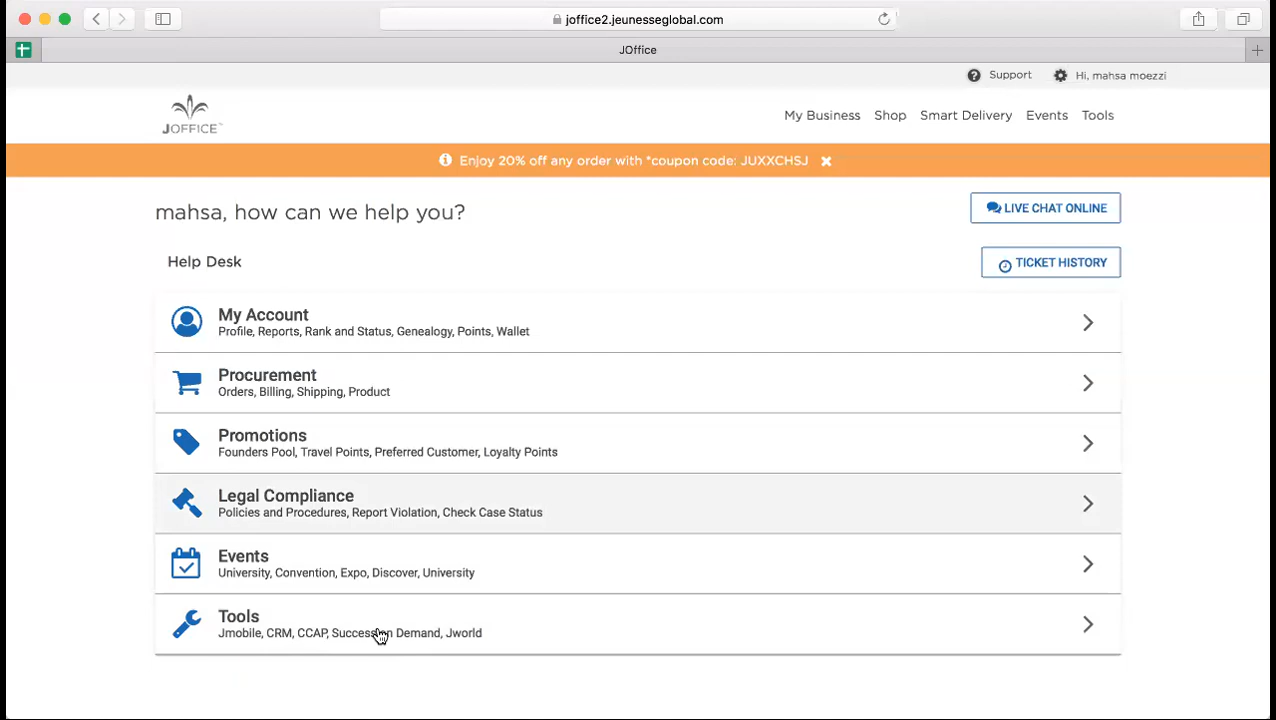 joffice2.jeunesseglobal.com
JOffice
Support
Hi, mahsa moezzi
JOFFICE
My Business
Shop
Smart Delivery
Events
Tools
Enjoy 20% off any order with *coupon code: JUXXCHSJ
mahsa, how can we help you?
LIVE CHAT ONLINE
Help Desk
TICKET HISTORY
My Account
Profile, Reports, Rank and Status, Genealogy, Points, Wallet
Procurement
Orders, Billing, Shipping, Product
Promotions
Founders Pool, Travel Points, Preferred Customer, Loyalty Points
Legal Compliance
Policies and Procedures, Report Violation, Check Case Status
Events
University, Convention, Expo, Discover, University
Tools
Jmobile, CRM, CCAP, Success on Demand, Jworld